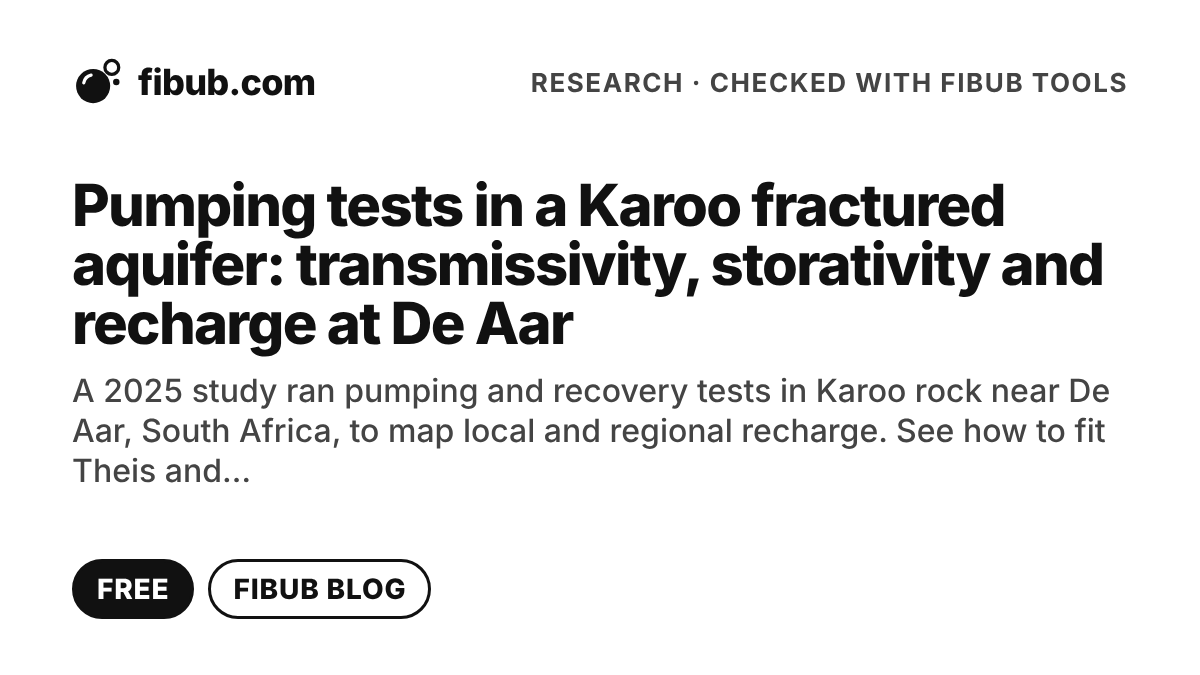 fibub.com
RESEARCH · CHECKED WITH FIBUB TOOLS
Pumping tests in a Karoo fractured
aquifer: transmissivity, storativity and
recharge at De Aar
A 2025 study ran pumping and recovery tests in Karoo rock near De
Aar, South Africa, to map local and regional recharge. See how to fit
Theis and...
FREE
FIBUB BLOG